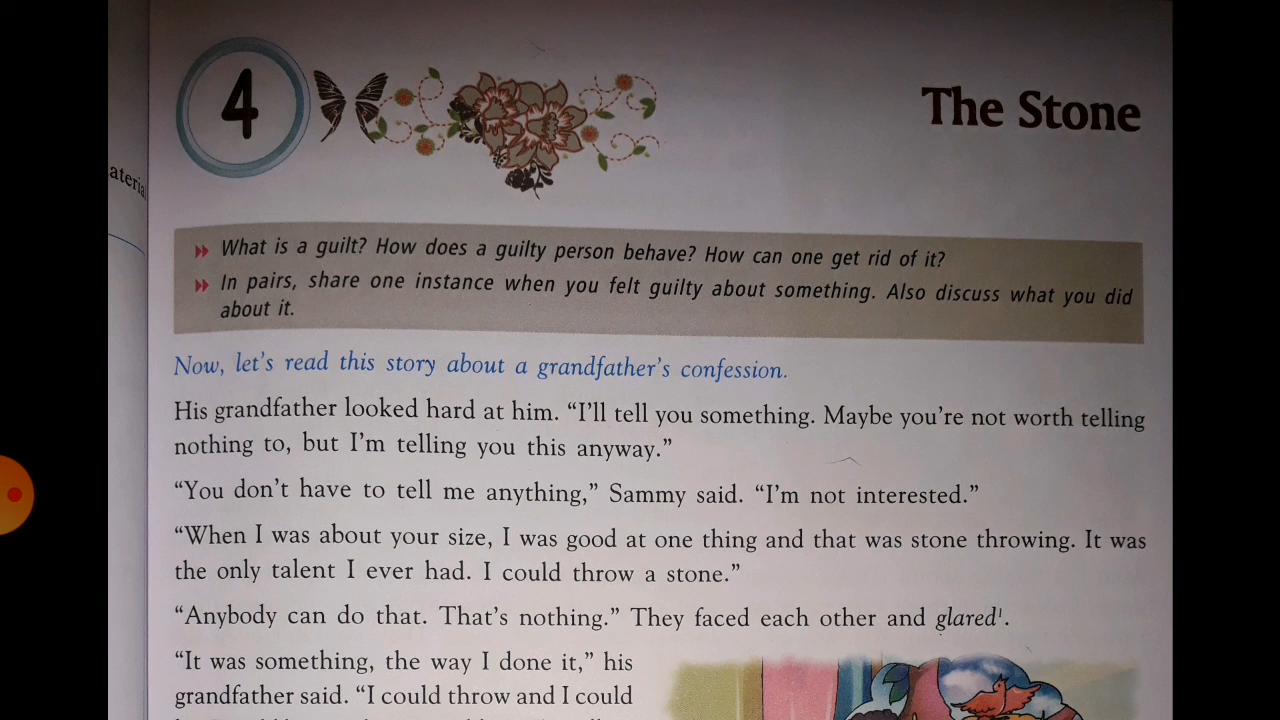 4
The Stone
What is a guilt? How does a guilty person behave? How can one get rid of it?
In pairs, share one instance when you felt guilty about something. Also discuss what you did
about it.
Now, let's read this story about a grandfather's confession.
His grandfather looked hard at him. “I'll tell you something. Maybe you're not worth telling
nothing to, but I'm telling you this anyway.”
“You don't have to tell me anything,” Sammy said. “I'm not interested.”
“When I was about your size, I was good at one thing and that was stone throwing. It was
the only talent I ever had. I could throw a stone.”
“Anybody can do that. That's nothing.” They faced each other and glared¹.
“It was something, the way I done it,” his
grandfather said. “I could throw and I could